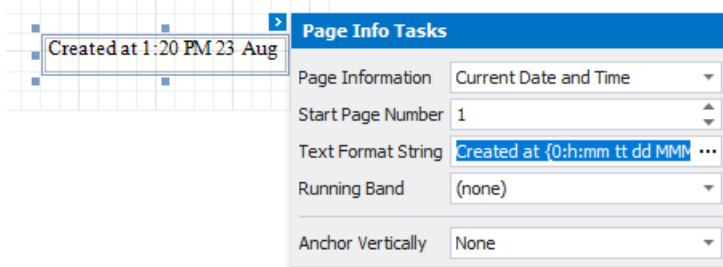 Created at 1:20 PM 23 Aug
Page Info Tasks
Page Information Current Date and Time
Start Page Number 1
Text Format String Created at {0:h:mm tt dd MMM ...
Running Band (none)
Anchor Vertically None